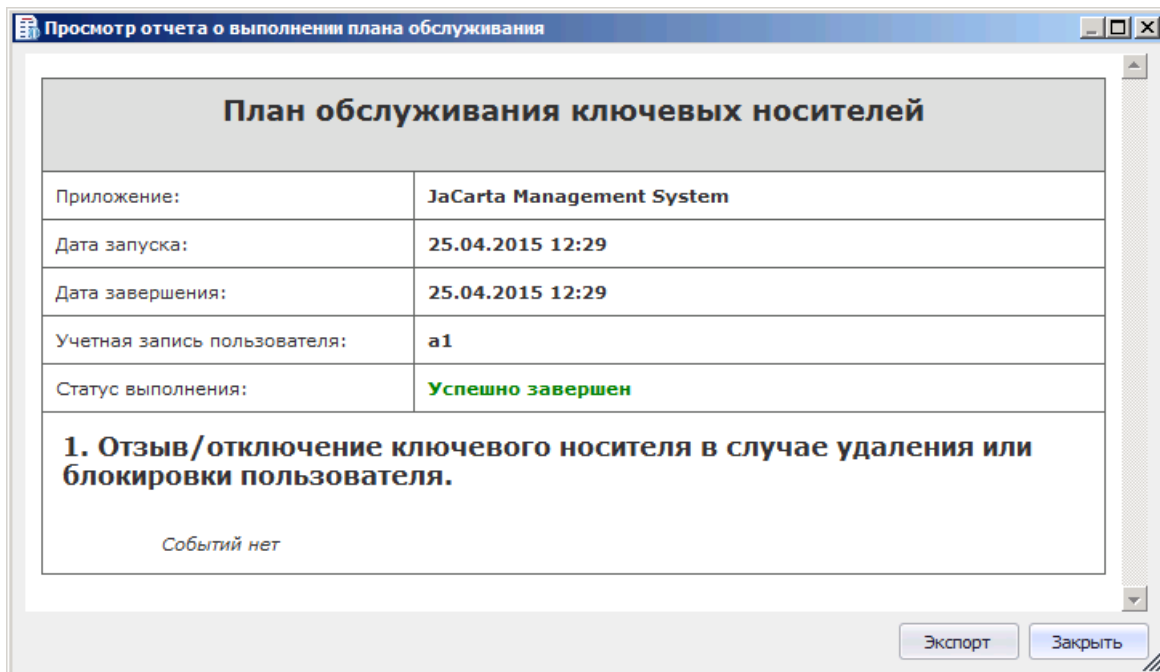 Просмотр отчета о выполнении плана обслуживания
План обслуживания ключевых носителей
Приложение: JaCarta Management System
Дата запуска: 25.04.2015 12:29
Дата завершения: 25.04.2015 12:29
Учетная запись пользователя: a1
Статус выполнения: Успешно завершен
1. Отзыв/отключение ключевого носителя в случае удаления или
блокировки пользователя.
Событий нет
Экспорт Закрыть